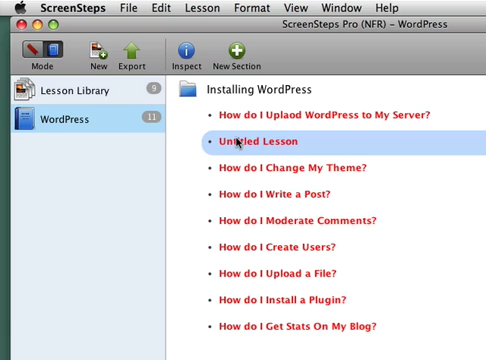 ScreenSteps File Edit Lesson Format View Window Help
ScreenSteps Pro (NFR) – WordPress
Mode New Export Inspect New Section
Lesson Library 9
WordPress 11
Installing WordPress
• How do I Uplaod WordPress to My Server?
• Untitled Lesson
• How do I Change My Theme?
• How do I Write a Post?
• How do I Moderate Comments?
• How do I Create Users?
• How do I Upload a File?
• How do I Install a Plugin?
• How do I Get Stats On My Blog?